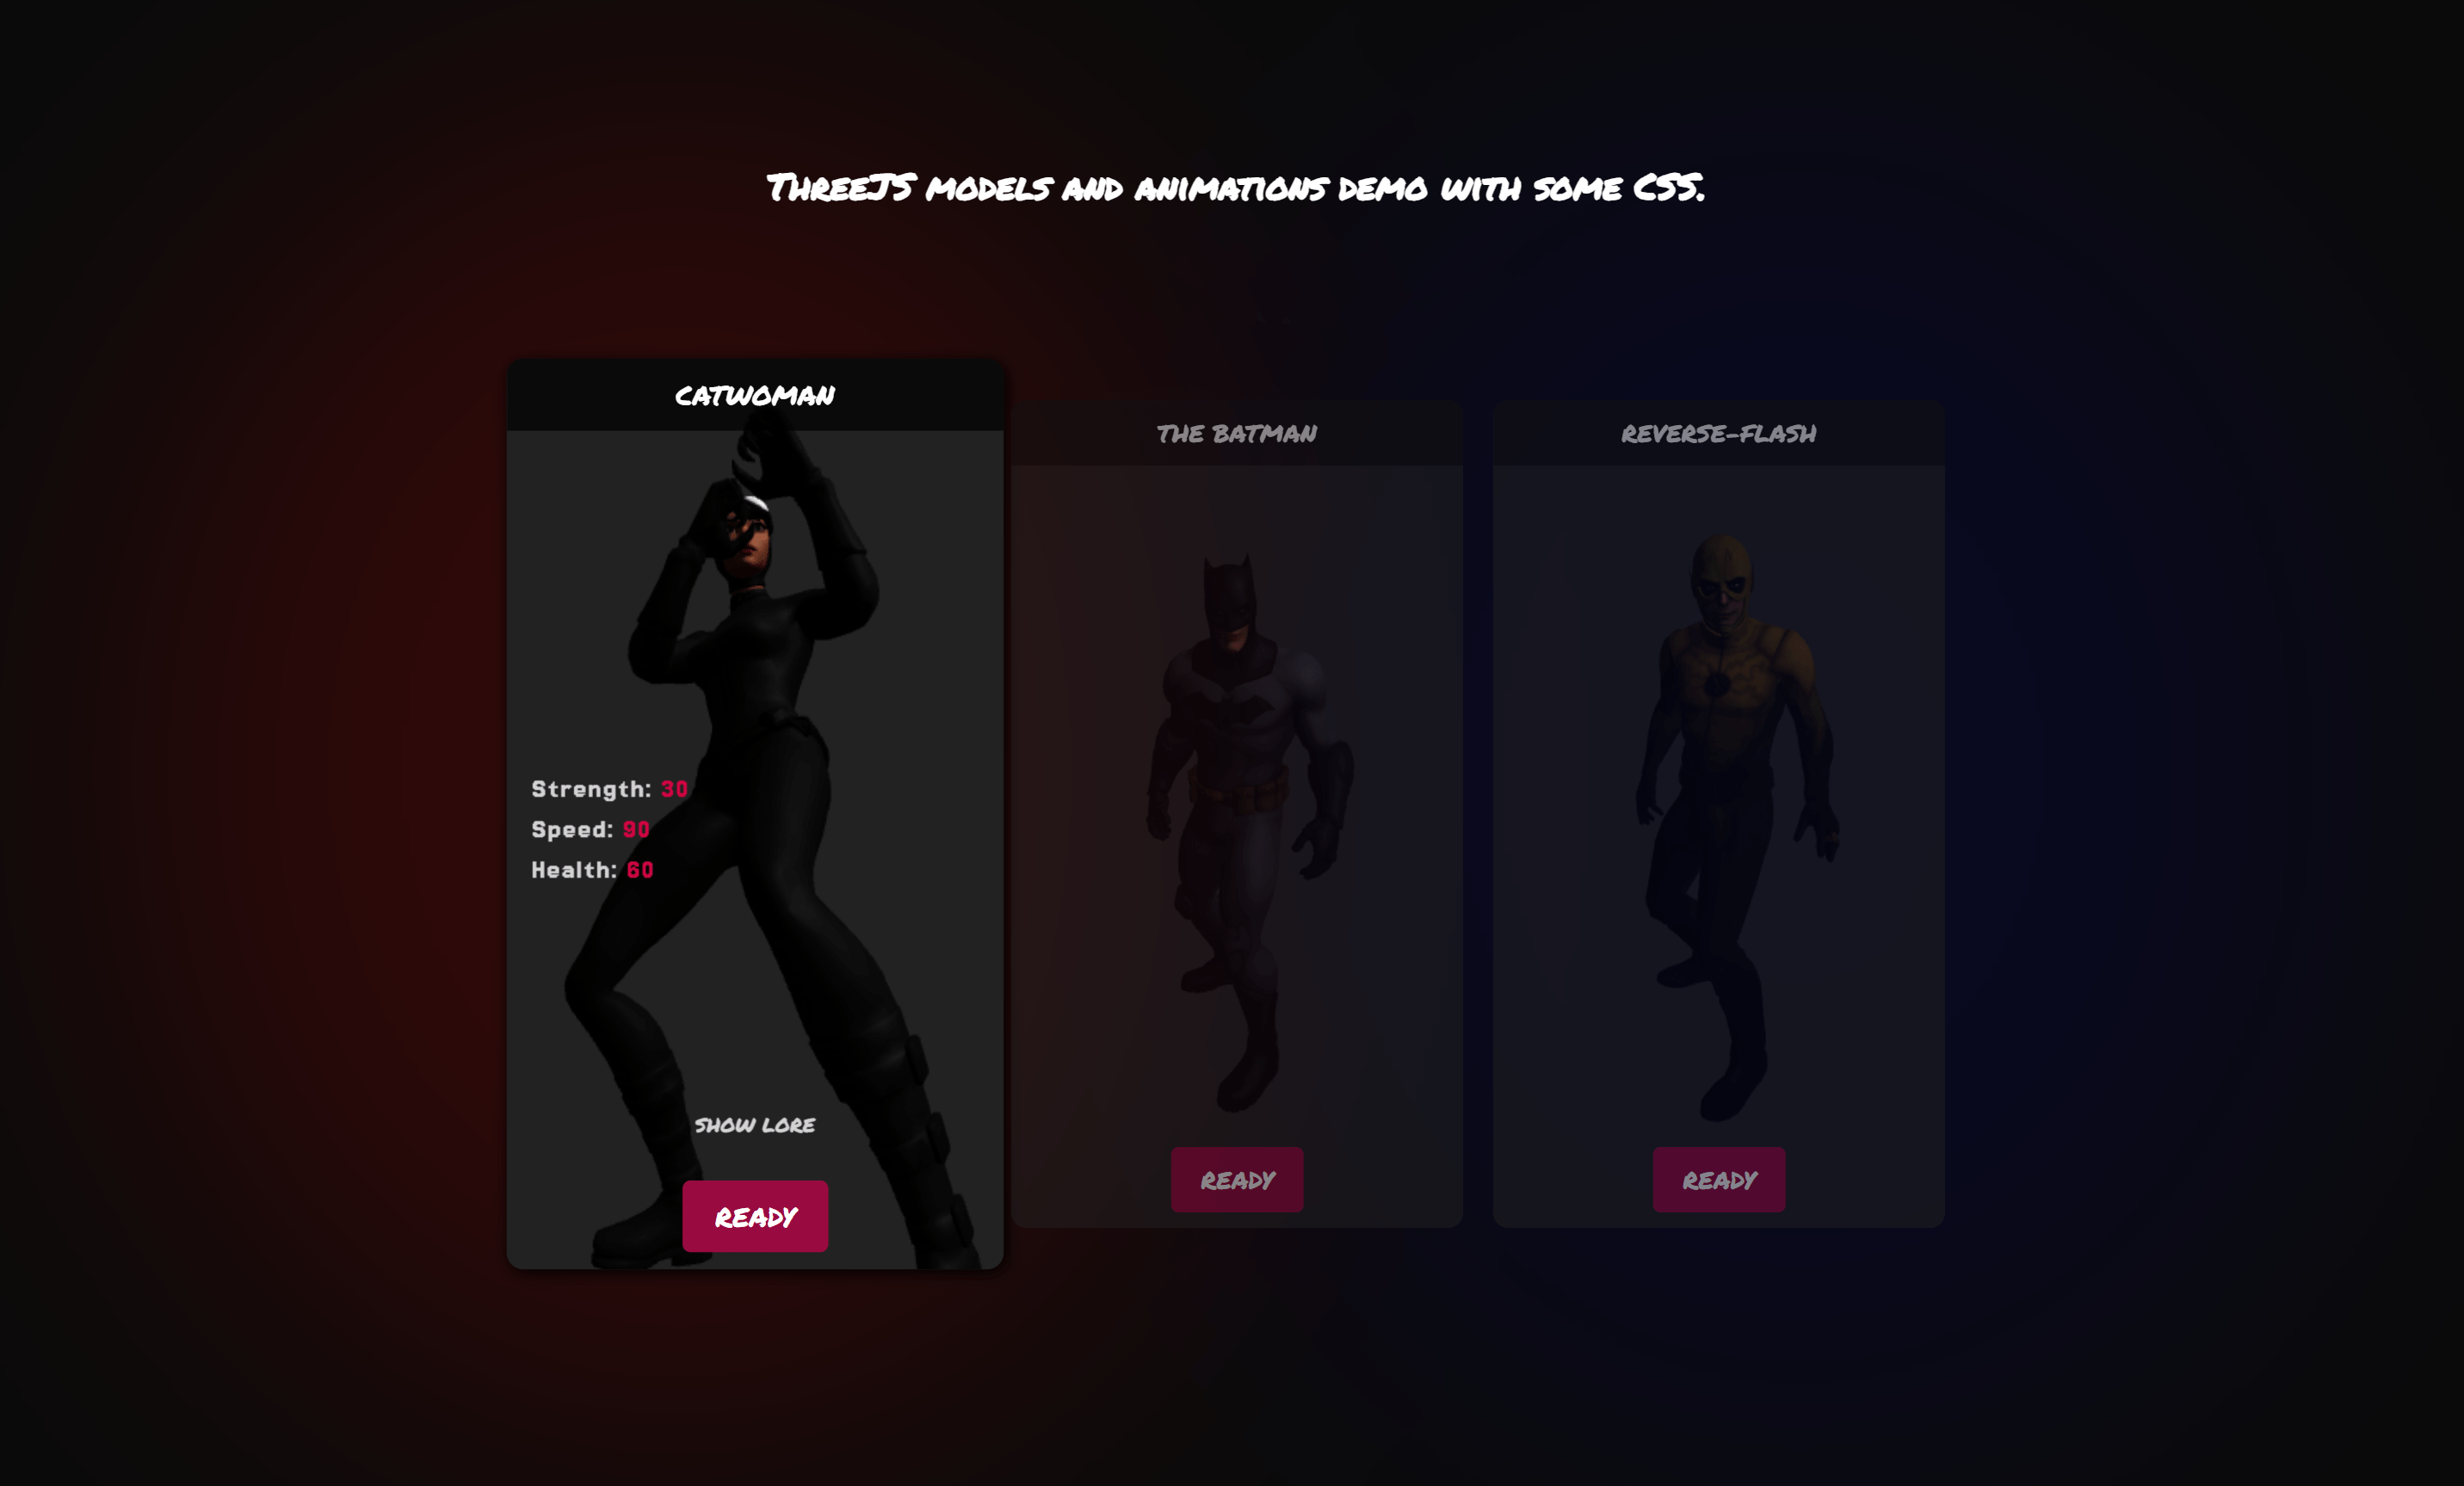 ThreeJS models and animations demo with some CSS.
CATWOMAN
Strength: 30
Speed: 90
Health: 60
SHOW LORE
READY
THE BATMAN
READY
REVERSE-FLASH
READY